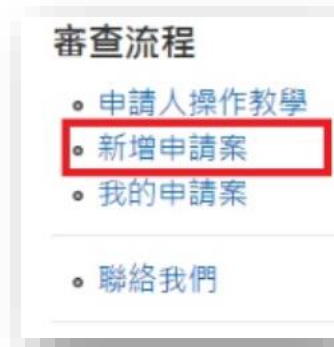 審查流程
申請人操作教學
新增申請案
我的申請案
聯絡我們